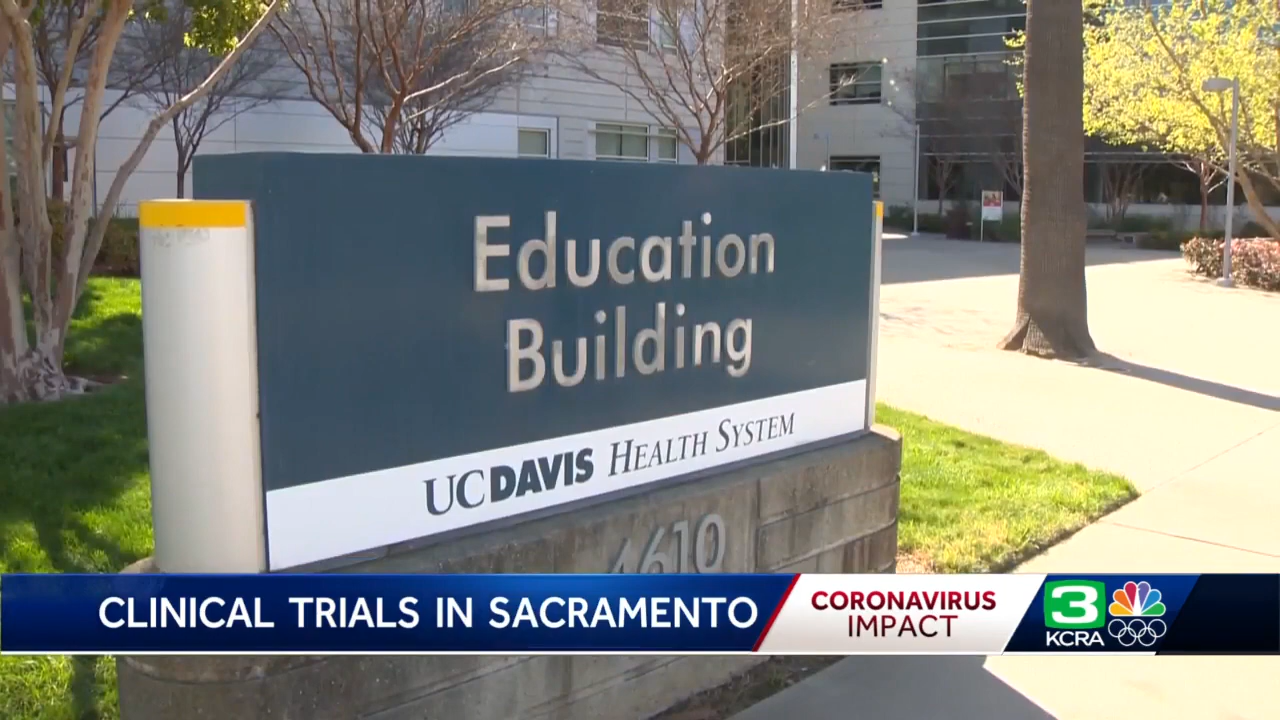 Education
Building
UCDAVIS HEALTH SYSTEM
4610
CLINICAL TRIALS IN SACRAMENTO
CORONAVIRUS
IMPACT
3
KCRA